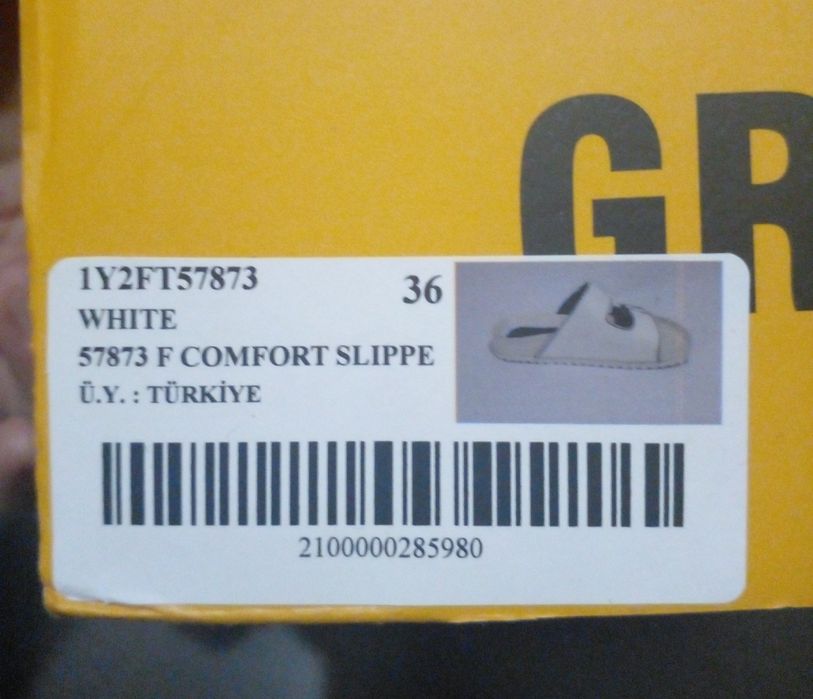 GR
1Y2FT57873 36
WHITE
57873 F COMFORT SLIPPE
Ü.Y. : TÜRKİYE
2100000285980